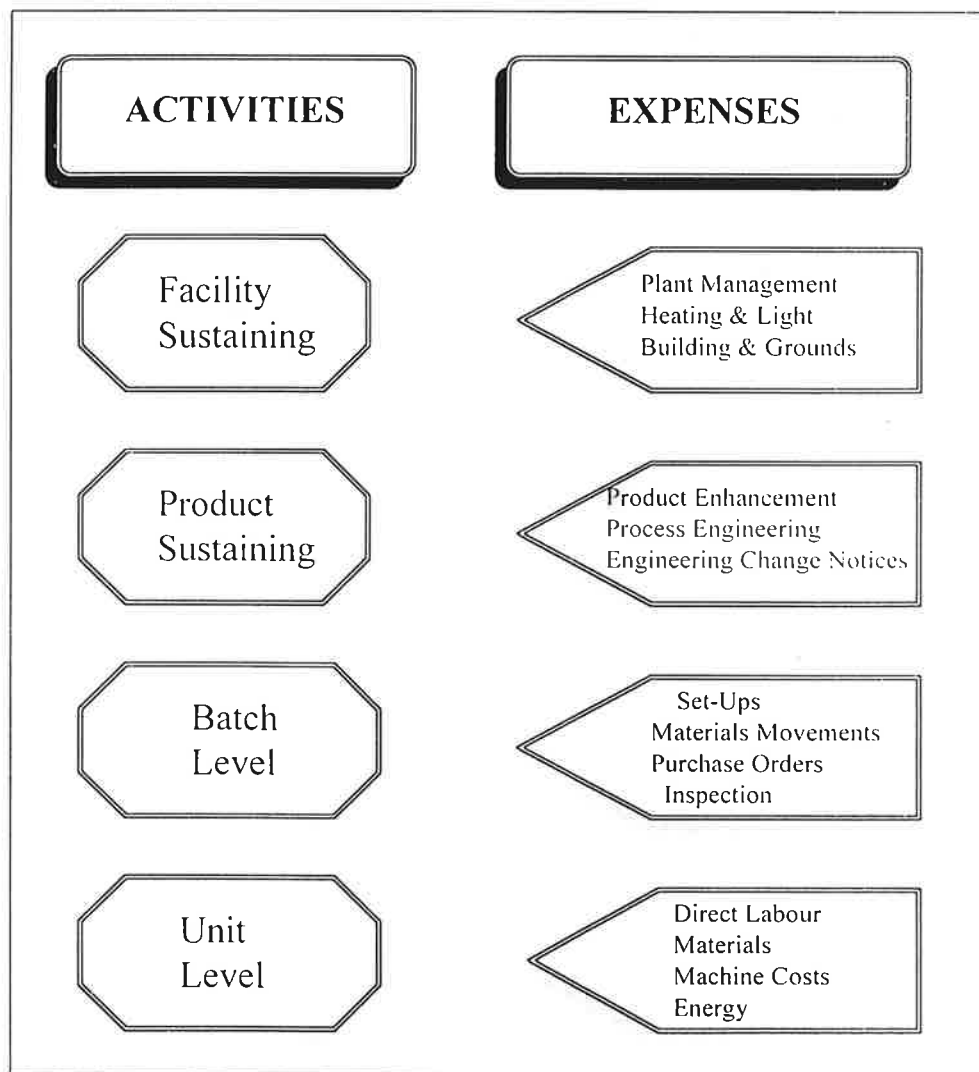 ACTIVITIES
EXPENSES
Facility
Sustaining
Plant Management
Heating & Light
Building & Grounds
Product
Sustaining
Product Enhancement
Process Engineering
Engineering Change Notices
Batch
Level
Set-Ups
Materials Movements
Purchase Orders
Inspection
Unit
Level
Direct Labour
Materials
Machine Costs
Energy